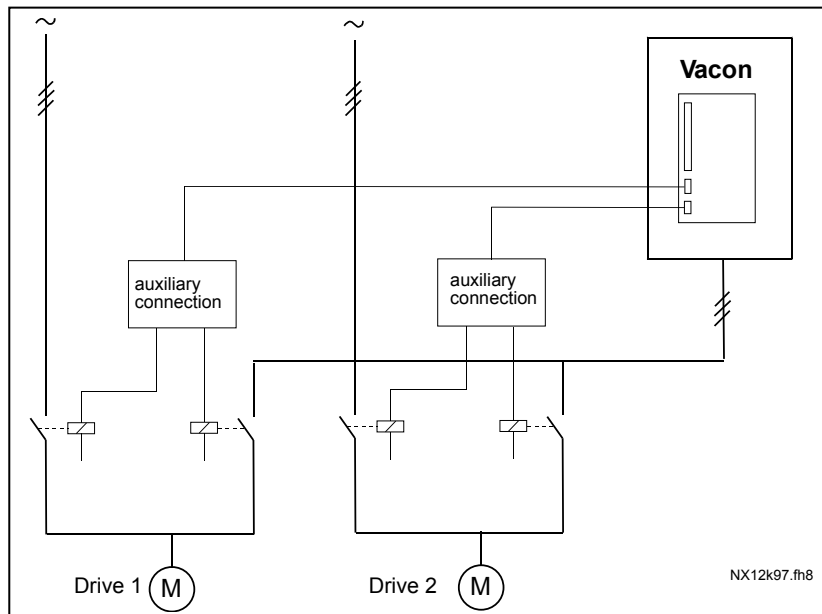 Vacon
auxiliary
connection
auxiliary
connection
Drive 1
M
Drive 2
M
NX12k97.fh8